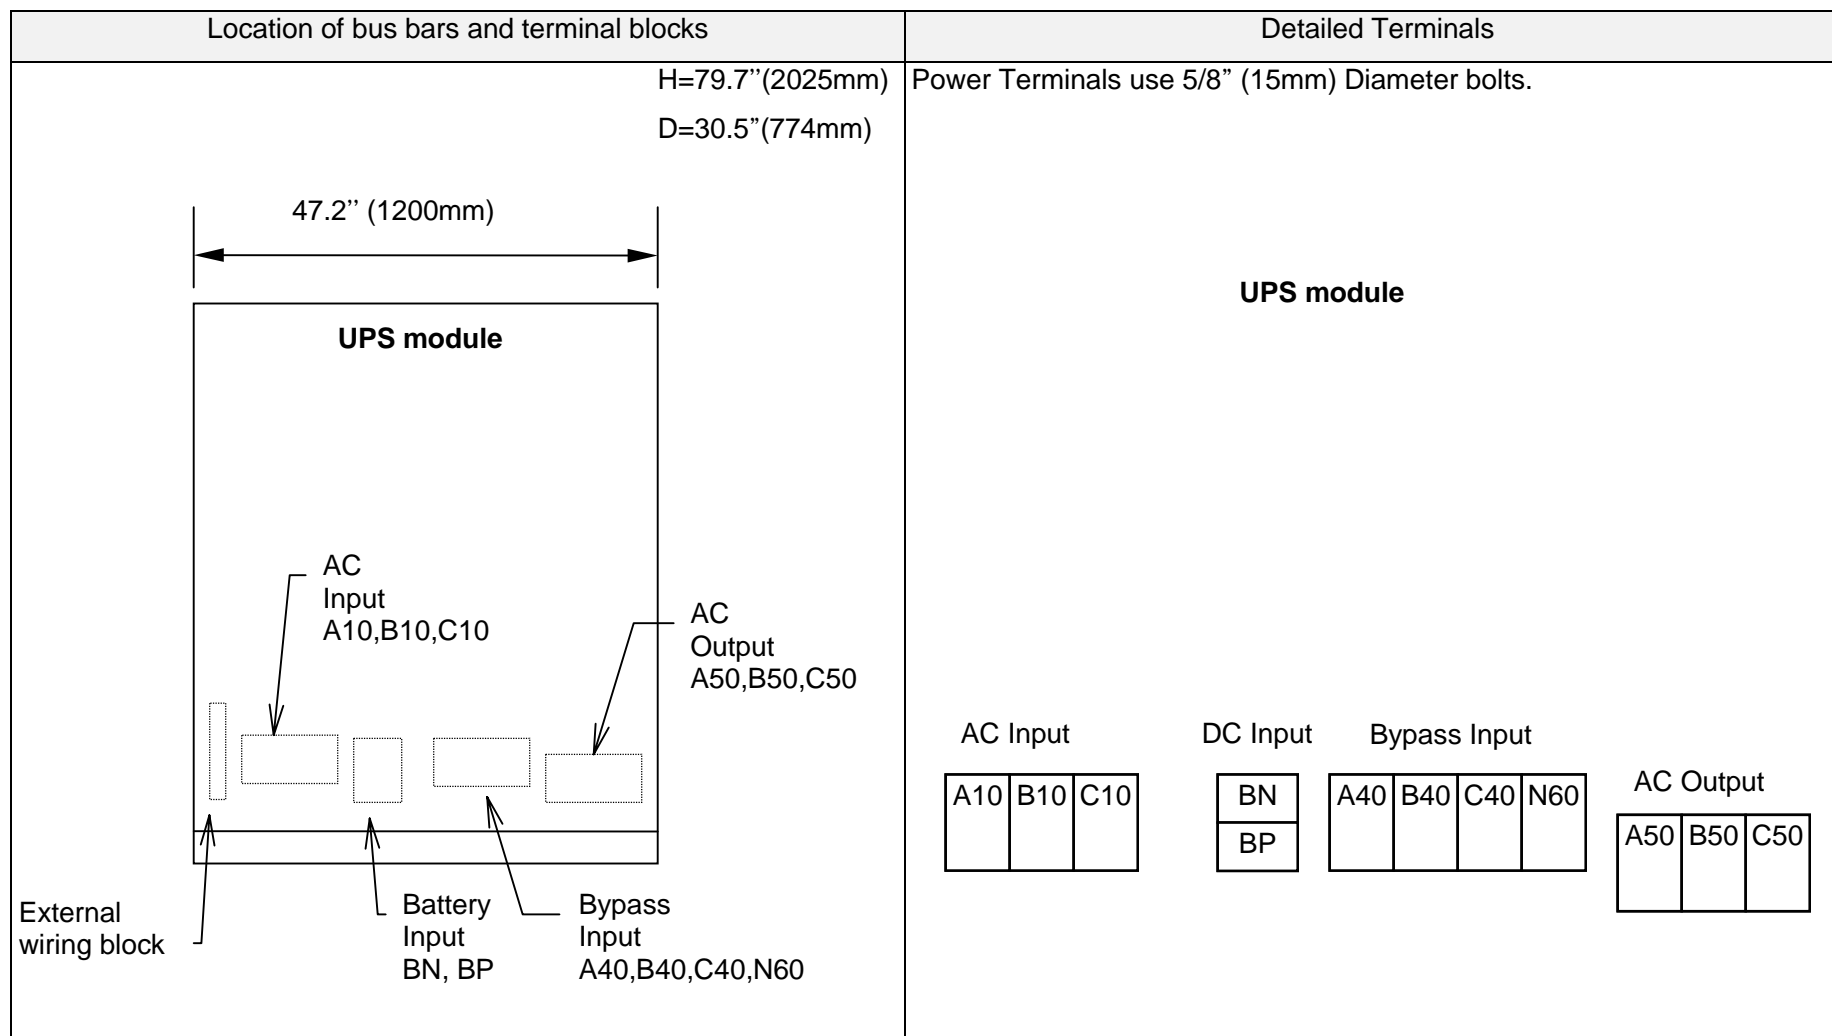 Location of bus bars and terminal blocks
Detailed Terminals
H=79.7’’(2025mm)
D=30.5”(774mm)
47.2’’ (1200mm)
UPS module
AC
Input
A10,B10,C10
AC
Output
A50,B50,C50
External
wiring block
Battery
Input
BN, BP
Bypass
Input
A40,B40,C40,N60
Power Terminals use 5/8” (15mm) Diameter bolts.
UPS module
AC Input
A10 B10 C10
DC Input
BN
BP
Bypass Input
A40 B40 C40 N60
AC Output
A50 B50 C50